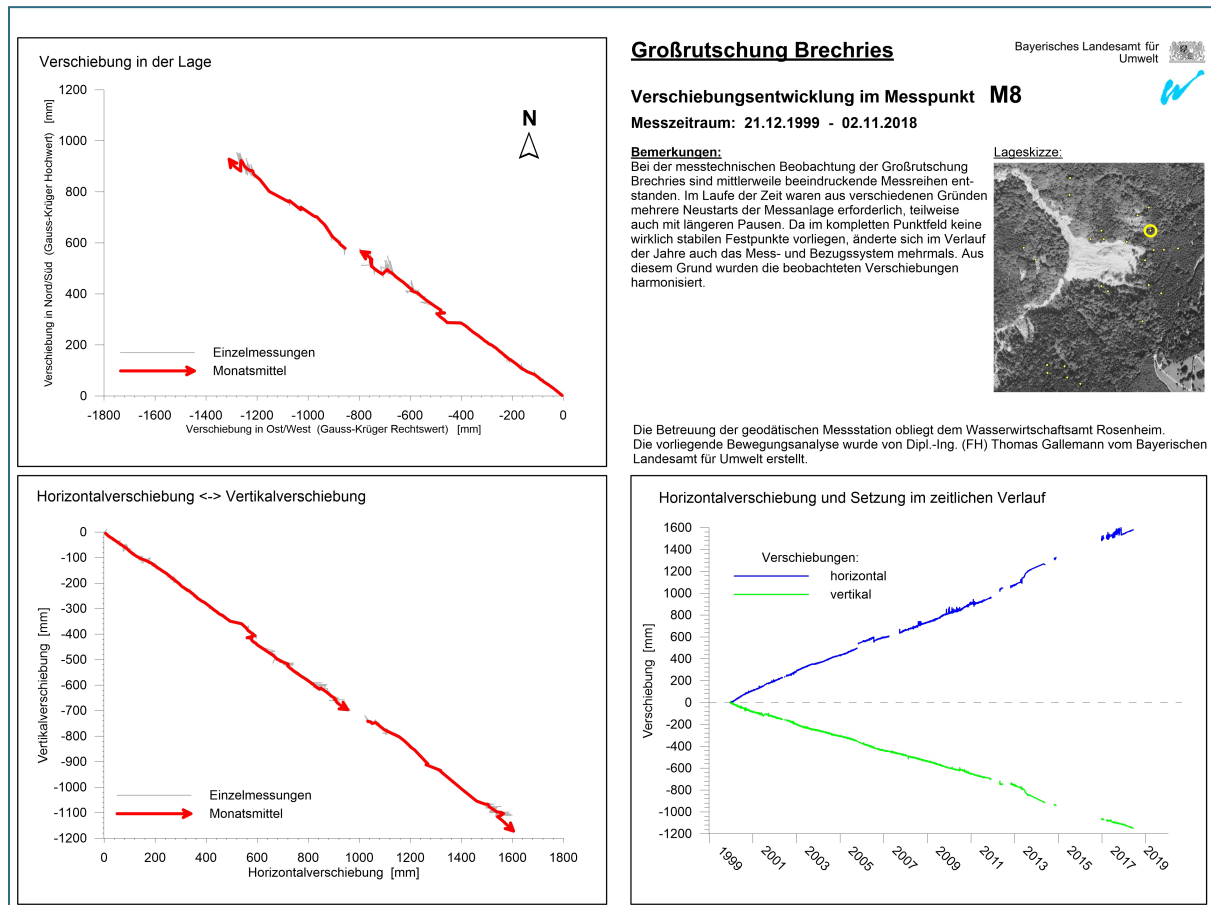 Verschiebung in der Lage
Verschiebung in Nord/Süd (Gauss-Krüger Hochwert) [mm]
1200
1000
800
600
400
200
0
N
Einzelmessungen
Monatsmittel
-1800 -1600 -1400 -1200 -1000 -800 -600 -400 -200 0
Verschiebung in Ost/West (Gauss-Krüger Rechtswert) [mm]
Großrutschung Brechries
Bayerisches Landesamt für
Umwelt
Verschiebungsentwicklung im Messpunkt M8
Messzeitraum: 21.12.1999 - 02.11.2018
Bemerkungen:
Bei der messtechnischen Beobachtung der Großrutschung
Brechries sind mittlerweile beeindruckende Messreihen ent-
standen. Im Laufe der Zeit waren aus verschiedenen Gründen
mehrere Neustarts der Messanlage erforderlich, teilweise
auch mit längeren Pausen. Da im kompletten Punktfeld keine
wirklich stabilen Festpunkte vorliegen, änderte sich im Verlauf
der Jahre auch das Mess- und Bezugssystem mehrmals. Aus
diesem Grund wurden die beobachteten Verschiebungen
harmonisiert.
Lageskizze:
Die Betreuung der geodätischen Messstation obliegt dem Wasserwirtschaftsamt Rosenheim.
Die vorliegende Bewegungsanalyse wurde von Dipl.-Ing. (FH) Thomas Gallemann vom Bayerischen
Landesamt für Umwelt erstellt.
Horizontalverschiebung <-> Vertikalverschiebung
Vertikalverschiebung [mm]
0
-100
-200
-300
-400
-500
-600
-700
-800
-900
-1000
-1100
-1200
Einzelmessungen
Monatsmittel
0 200 400 600 800 1000 1200 1400 1600 1800
Horizontalverschiebung [mm]
Horizontalverschiebung und Setzung im zeitlichen Verlauf
Verschiebung [mm]
1600
1400
1200
1000
800
600
400
200
0
-200
-400
-600
-800
-1000
-1200
Verschiebungen:
horizontal
vertikal
1999 2001 2003 2005 2007 2009 2011 2013 2015 2017 2019